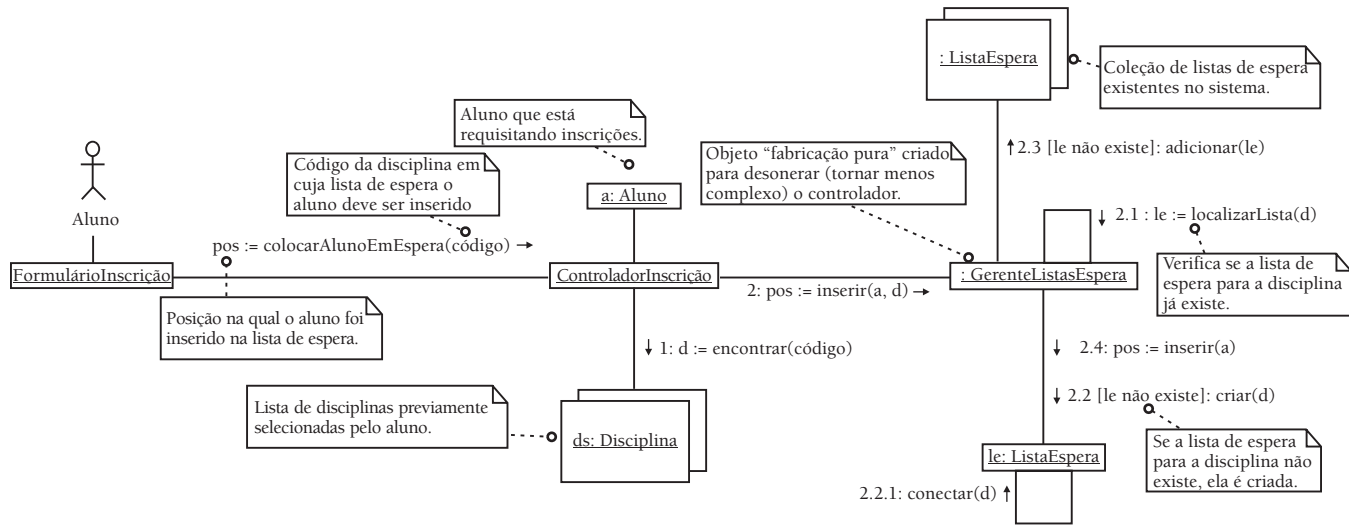 : ListaEspera
Coleção de listas de espera
existentes no sistema.
Aluno que está
requisitando inscrições.
2.3 [le não existe]: adicionar(le)
Objeto “fabricação pura” criado
para desonerar (tornar menos
complexo) o controlador.
Código da disciplina em
cuja lista de espera o
aluno deve ser inserido
a: Aluno
Aluno
2.1 : le := localizarLista(d)
pos := colocarAlunoEmEspera(código)
FormulárioInscrição
ControladorInscrição
: GerenteListasEspera
2: pos := inserir(a, d)
Verifica se a lista de
espera para a disciplina
já existe.
Posição na qual o aluno foi
inserido na lista de espera.
1: d := encontrar(código)
2.4: pos := inserir(a)
2.2 [le não existe]: criar(d)
Lista de disciplinas previamente
selecionadas pelo aluno.
ds: Disciplina
Se a lista de espera
para a disciplina não
existe, ela é criada.
le: ListaEspera
2.2.1: conectar(d)